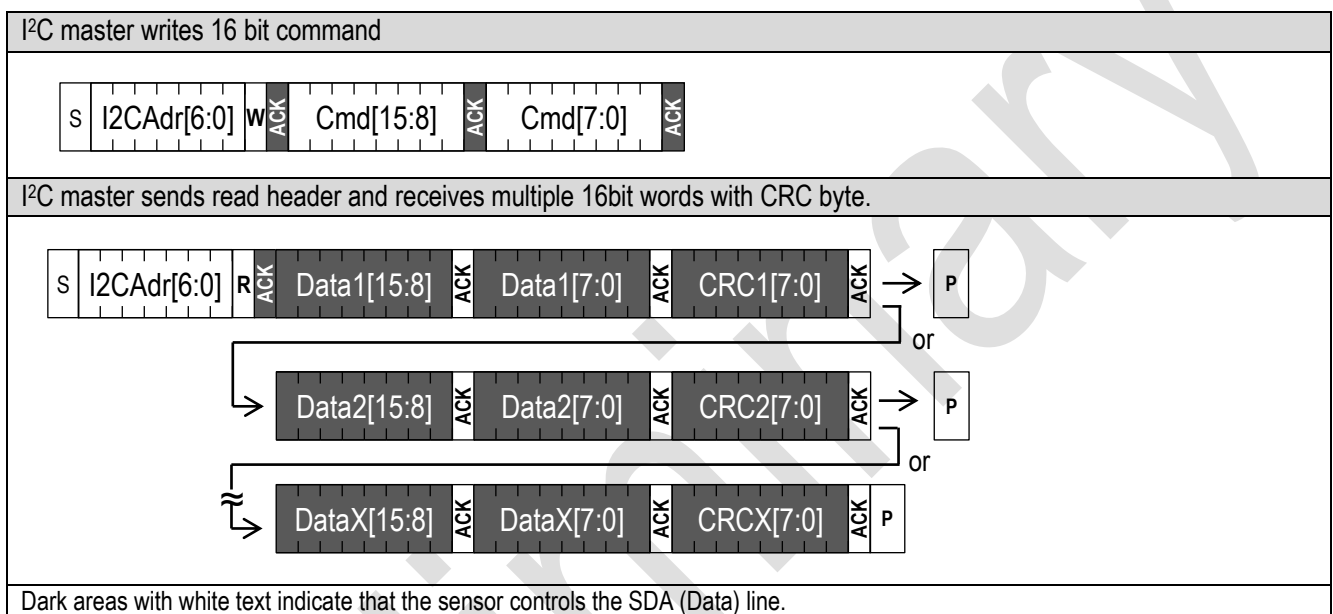 I²C master writes 16 bit command
S I2CAdr[6:0] W ACK Cmd[15:8] ACK Cmd[7:0] ACK
I²C master sends read header and receives multiple 16bit words with CRC byte.
S I2CAdr[6:0] R ACK Data1[15:8] ACK Data1[7:0] ACK CRC1[7:0] ACK P
or
Data2[15:8] ACK Data2[7:0] ACK CRC2[7:0] ACK P
or
≈
DataX[15:8] ACK DataX[7:0] ACK CRCX[7:0] ACK P
Dark areas with white text indicate that the sensor controls the SDA (Data) line.